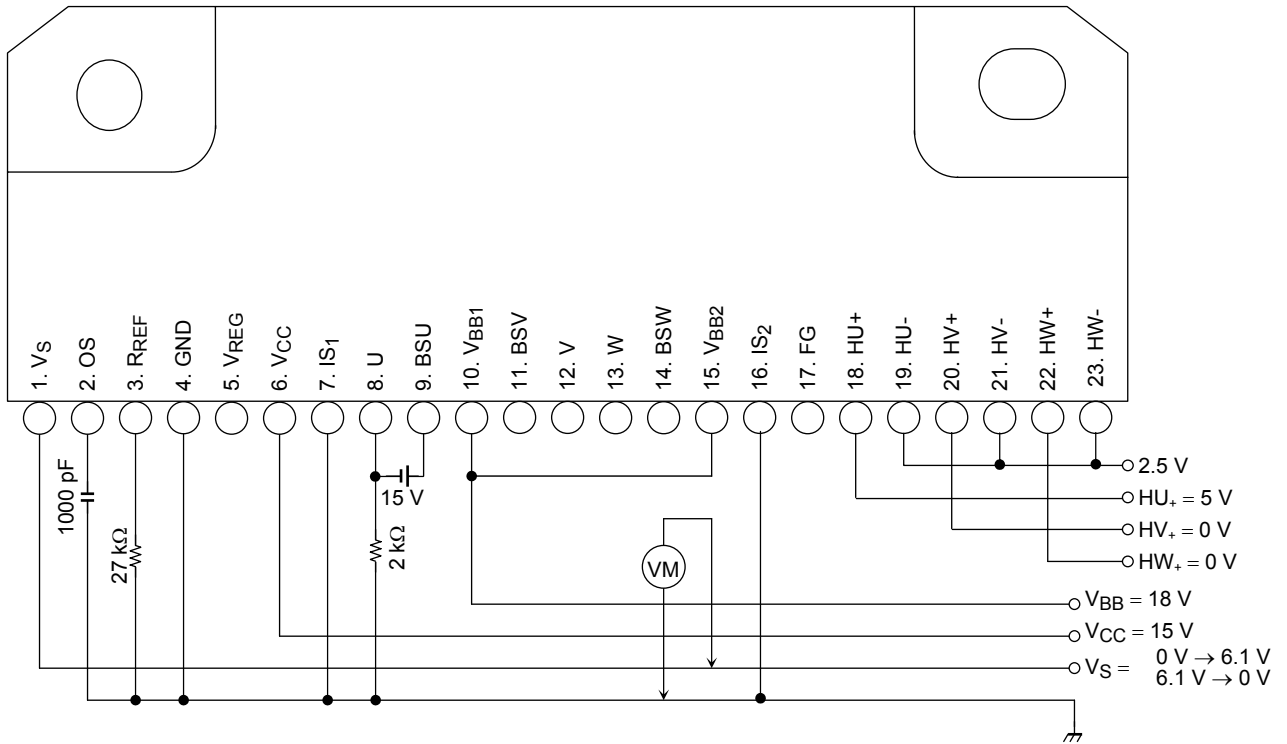 1. VS
2. OS
3. RREF
4. GND
5. VREG
6. VCC
7. IS1
8. U
9. BSU
10. VBB1
11. BSV
12. V
13. W
14. BSW
15. VBB2
16. IS2
17. FG
18. HU+
19. HU-
20. HV+
21. HV-
22. HW+
23. HW-
1000 pF
27 kΩ
15 V
2 kΩ
VM
2.5 V
HU+ = 5 V
HV+ = 0 V
HW+ = 0 V
VBB = 18 V
VCC = 15 V
VS = 0 V → 6.1 V
6.1 V → 0 V